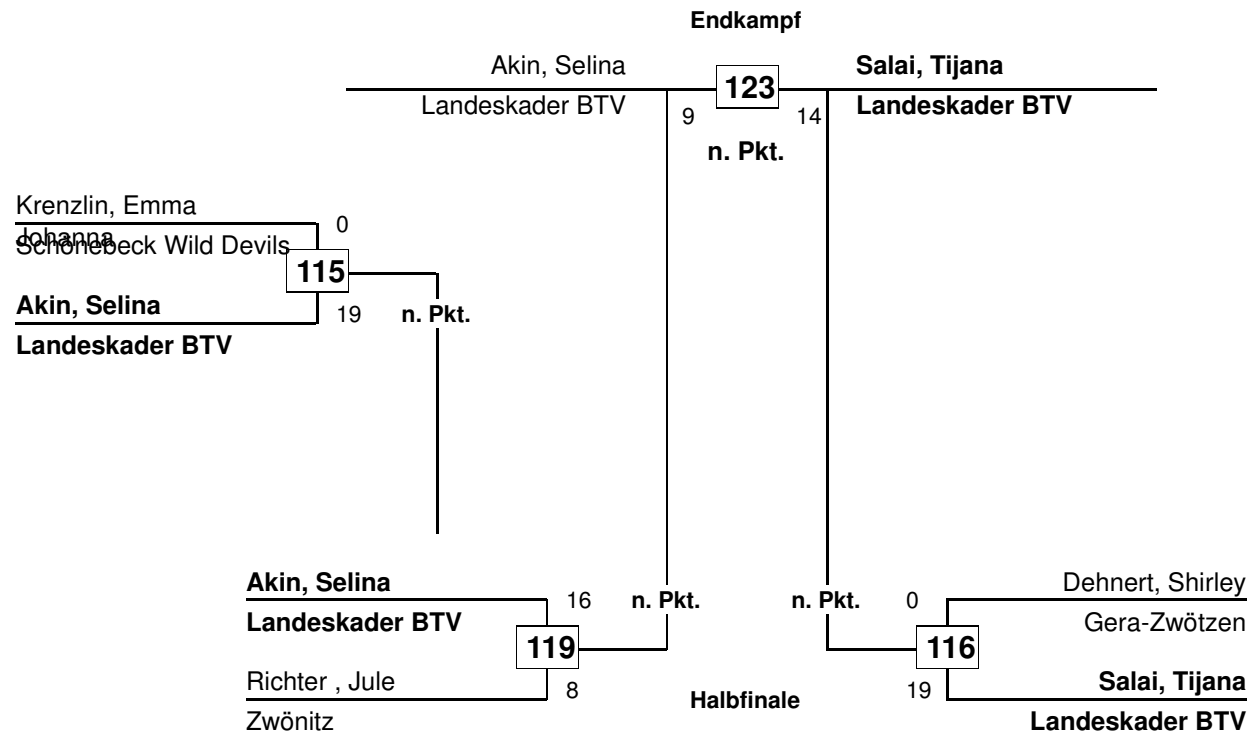 Endkampf
Akin, Selina
Landeskader BTV
9
123
14
n. Pkt.
Salai, Tijana
Landeskader BTV
Krenzlin, Emma
Johanna
Schönebeck Wild Devils
0
115
Akin, Selina
Landeskader BTV
19
n. Pkt.
Akin, Selina
Landeskader BTV
16
n. Pkt.
119
Richter , Jule
Zwönitz
8
Halbfinale
n. Pkt.
0
Dehnert, Shirley
Gera-Zwötzen
116
19
Salai, Tijana
Landeskader BTV